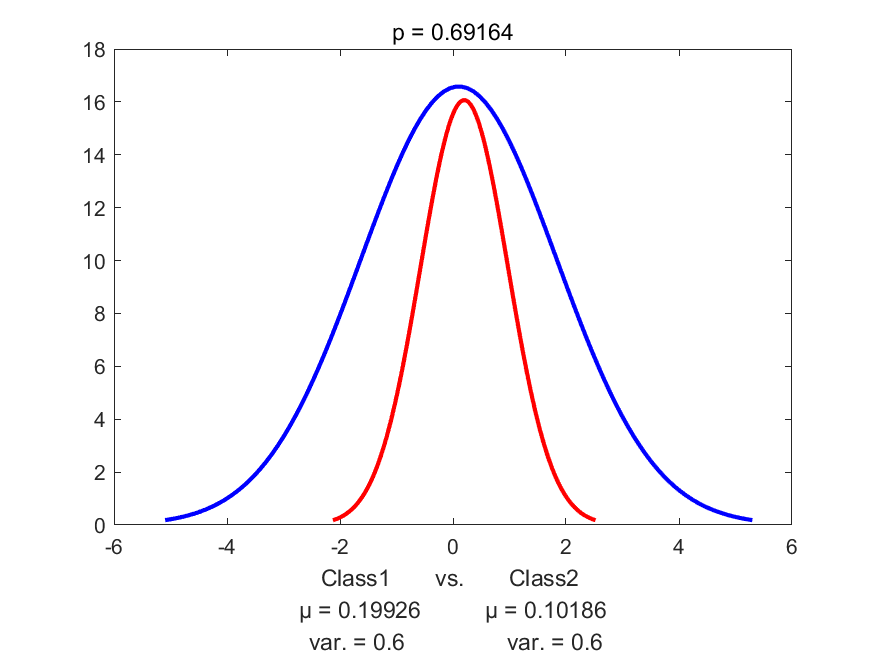 p = 0.69164
18
16
14
12
10
8
6
4
2
0
-6 -4 -2 0 2 4 6
Class1 vs. Class2
μ = 0.19926 μ = 0.10186
var. = 0.6 var. = 0.6